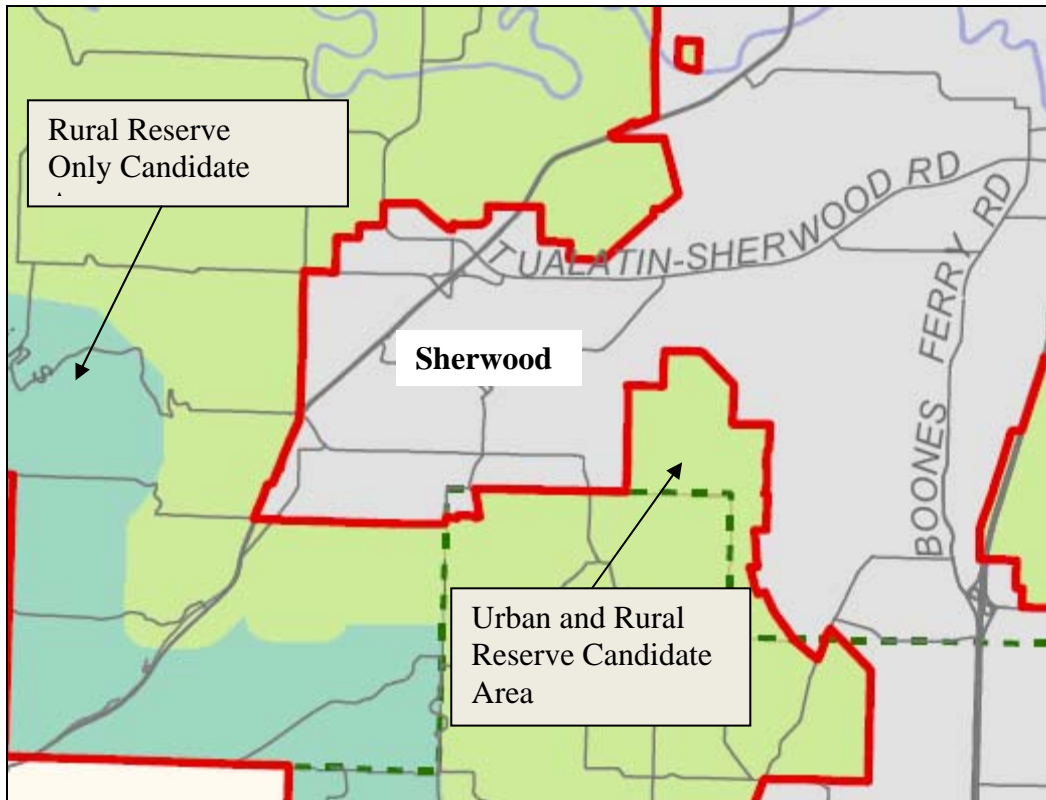 Rural Reserve
Only Candidate
TUALATIN-SHERWOOD RD
BOONES FERRY RD
Sherwood
Urban and Rural
Reserve Candidate
Area